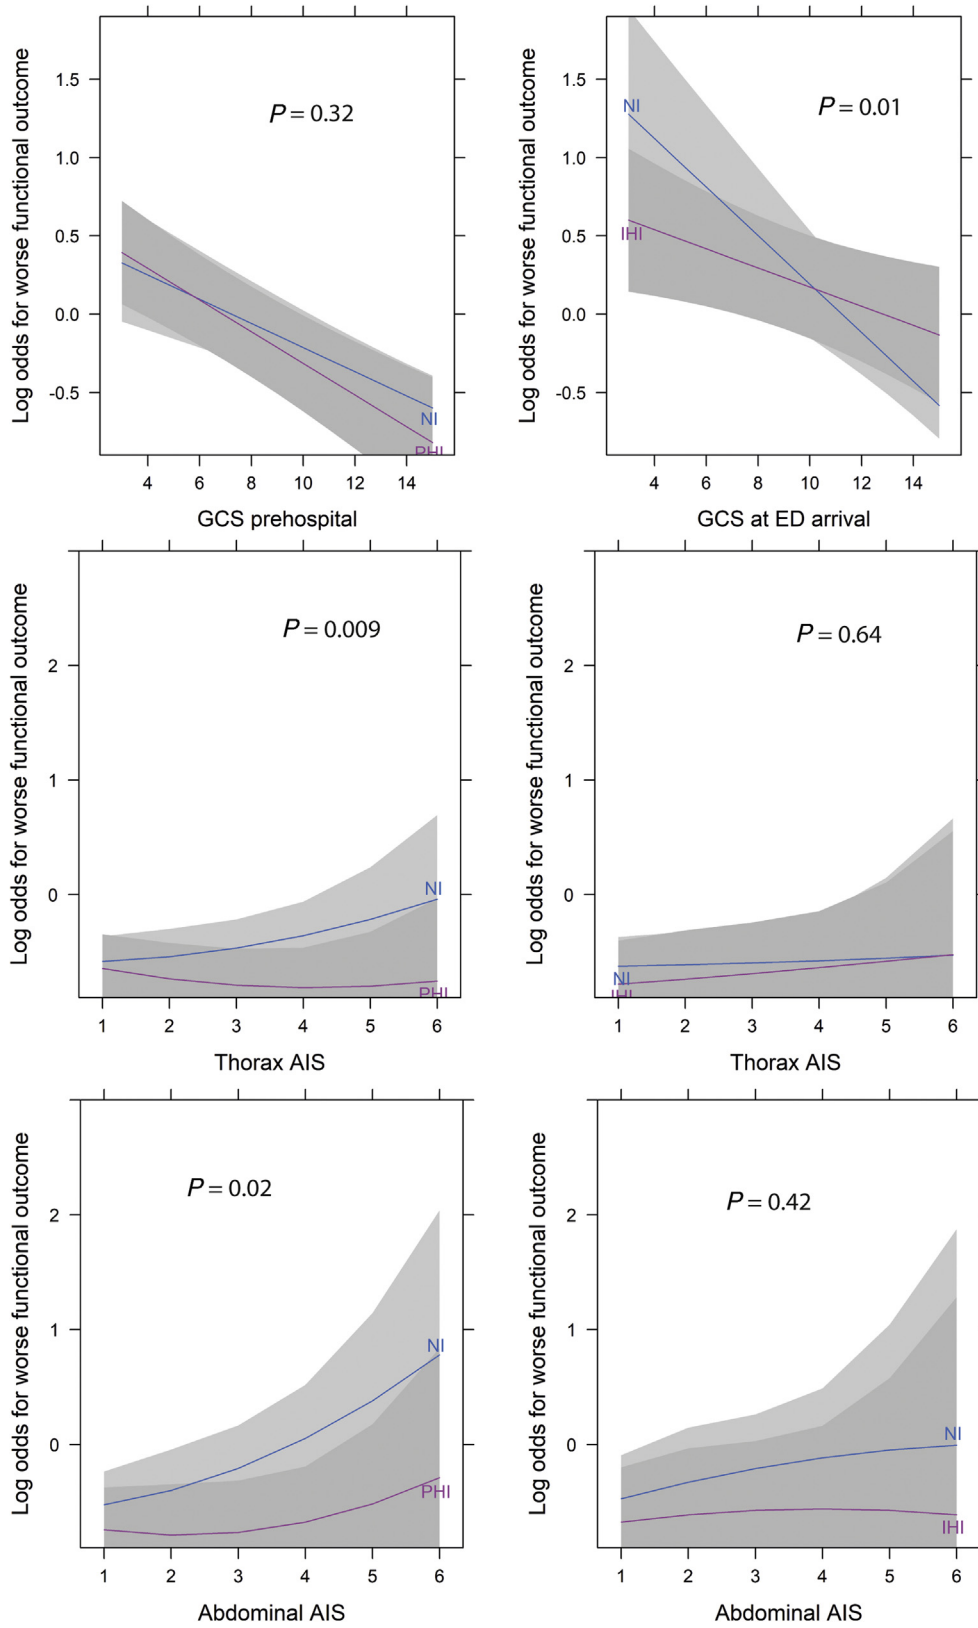 Log odds for worse functional outcome
1.5
1.0
0.5
0.0
-0.5
P = 0.32
NI
PHI
4 6 8 10 12 14
GCS prehospital
Log odds for worse functional outcome
1.5
1.0
0.5
0.0
-0.5
P = 0.01
NI
IHI
4 6 8 10 12 14
GCS at ED arrival
Log odds for worse functional outcome
2
1
0
P = 0.009
NI
PHI
1 2 3 4 5 6
Thorax AIS
Log odds for worse functional outcome
2
1
0
P = 0.64
NI
IHI
1 2 3 4 5 6
Thorax AIS
Log odds for worse functional outcome
2
1
0
P = 0.02
NI
PHI
1 2 3 4 5 6
Abdominal AIS
Log odds for worse functional outcome
2
1
0
P = 0.42
NI
IHI
1 2 3 4 5 6
Abdominal AIS